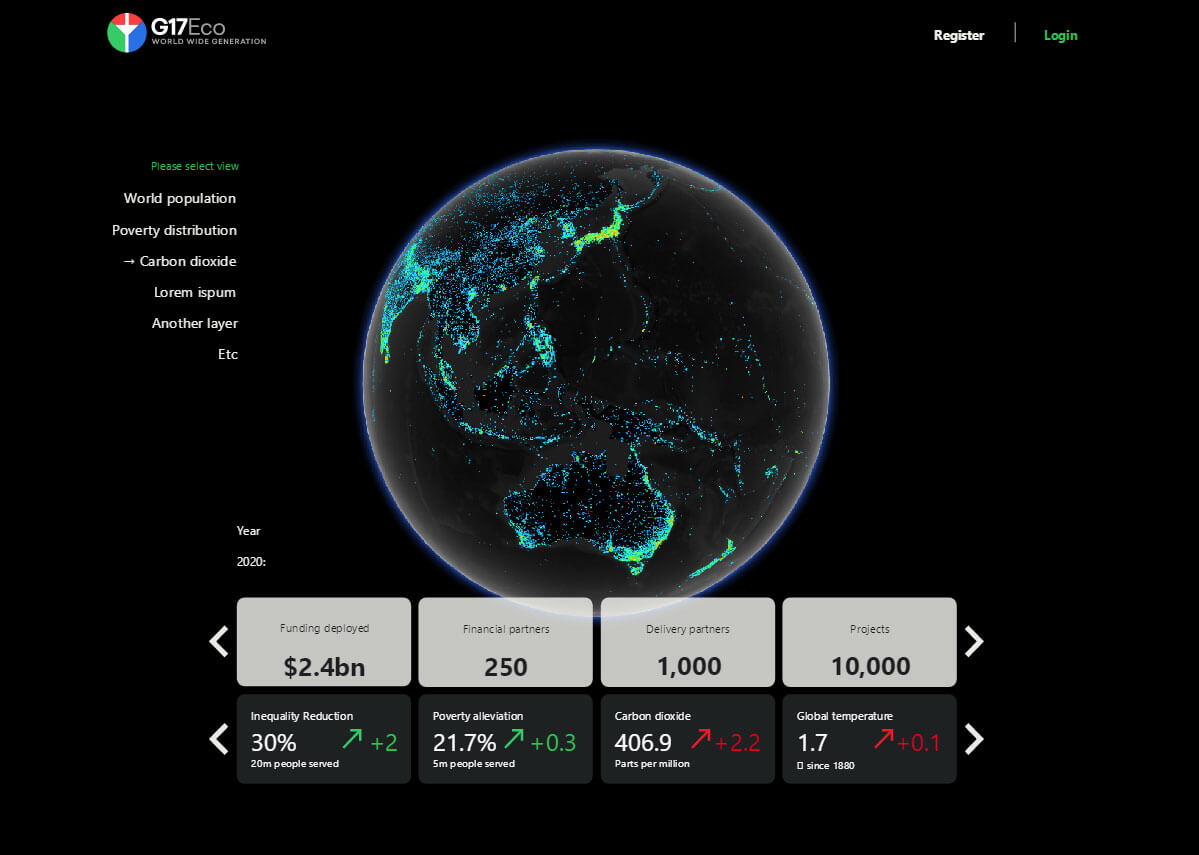 G17Eco
WORLD WIDE GENERATION
Register
Login
Please select view
World population
Poverty distribution
→ Carbon dioxide
Lorem ispum
Another layer
Etc
Year
2020:
Funding deployed
$2.4bn
Financial partners
250
Delivery partners
1,000
Projects
10,000
Inequality Reduction
30% +2
20m people served
Poverty alleviation
21.7% +0.3
5m people served
Carbon dioxide
406.9 +2.2
Parts per million
Global temperature
1.7 +0.1
▯ since 1880